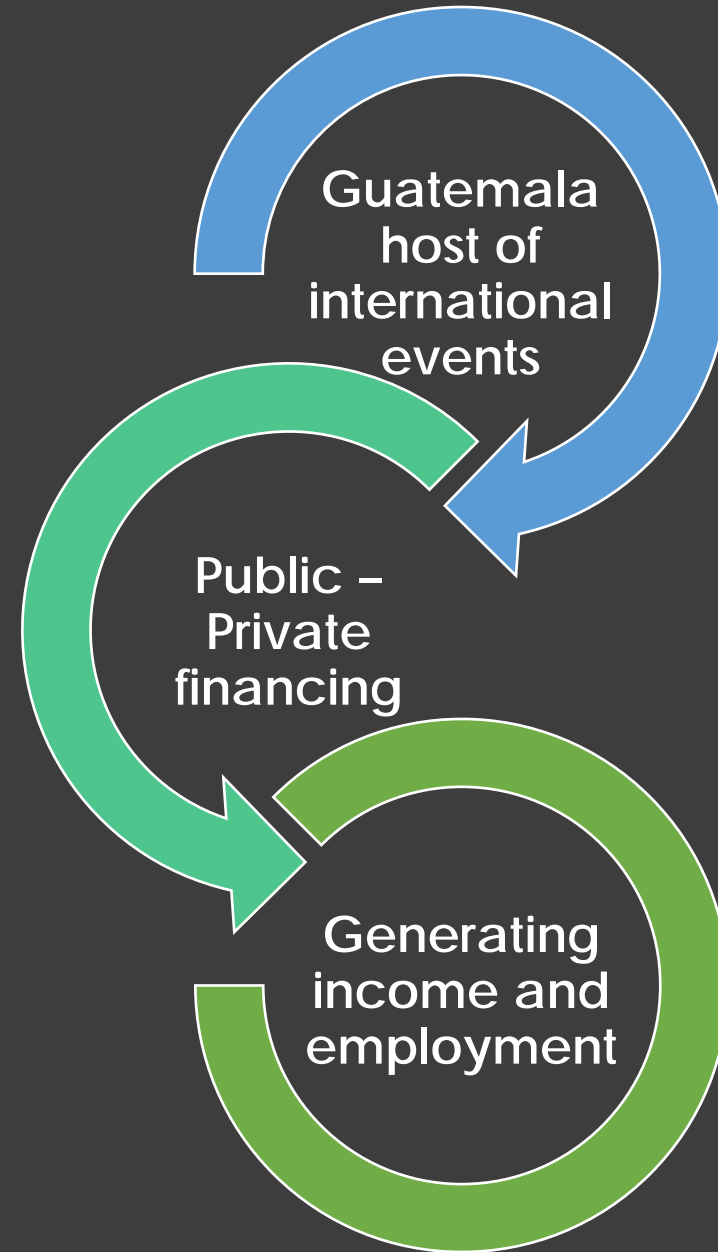 Guatemala
host of
international
events
Public –
Private
financing
Generating
income and
employment